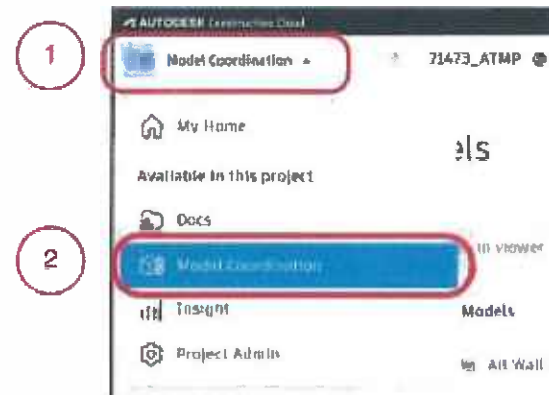 AUTODESK Construction Cloud
1
Model Coordination
71473_ATMP
My Home
els
Available in this project
Docs
in viewer
2
Model Coordination
Insight
Models
Project Admin
Art Wall